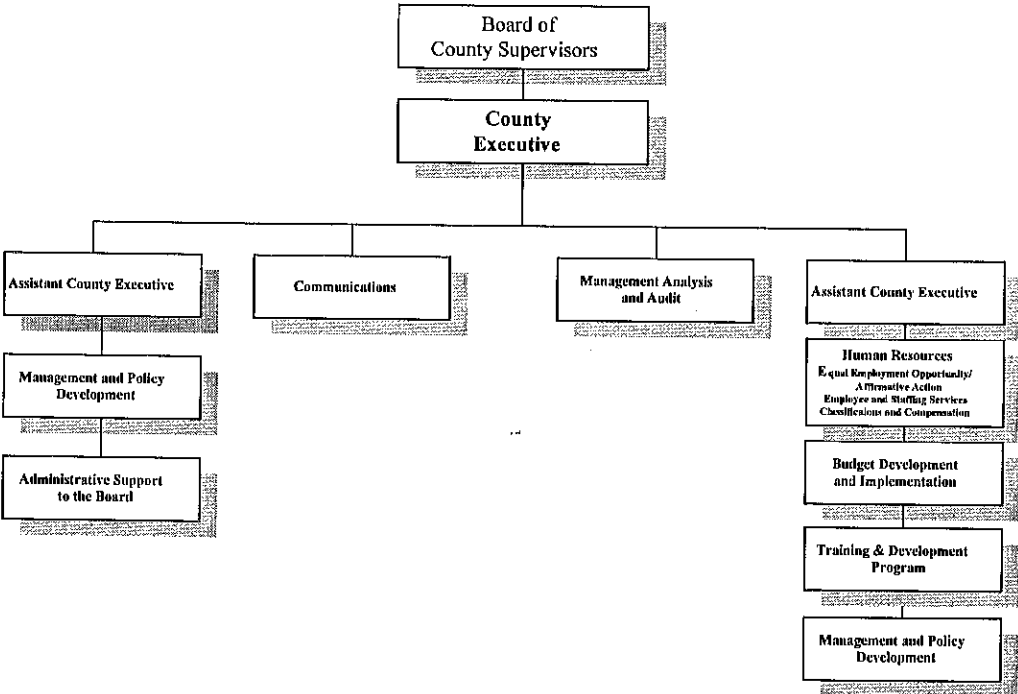 Board of
County Supervisors
County
Executive
Assistant County Executive
Communications
Management Analysis
and Audit
Assistant County Executive
Management and Policy
Development
Human Resources
Equal Employment Opportunity/
Affirmative Action
Employee and Staffing Services
Classifications and Compensation
Administrative Support
to the Board
Budget Development
and Implementation
Training & Development
Program
Management and Policy
Development